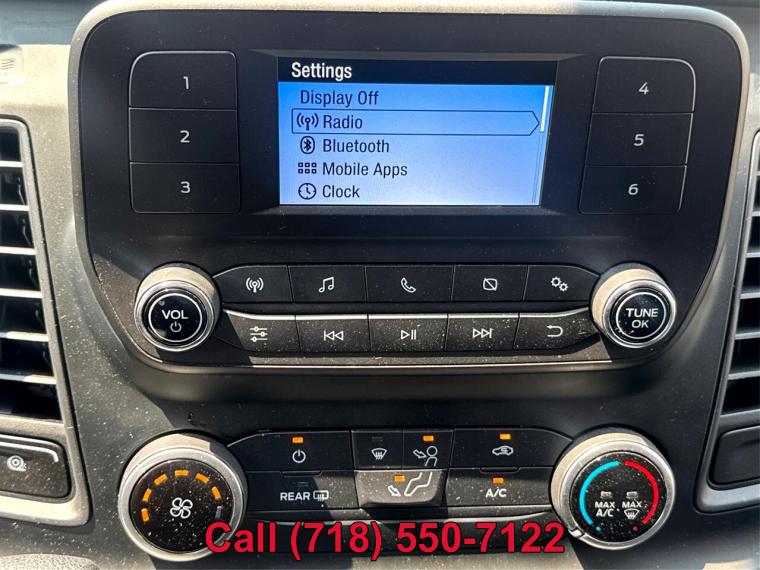 Settings
Display Off
Radio
Bluetooth
Mobile Apps
Clock
1
2
3
4
5
6
VOL
TUNE
OK
REAR
A/C
MAX
A/C
MAX
Call (718) 550-7122